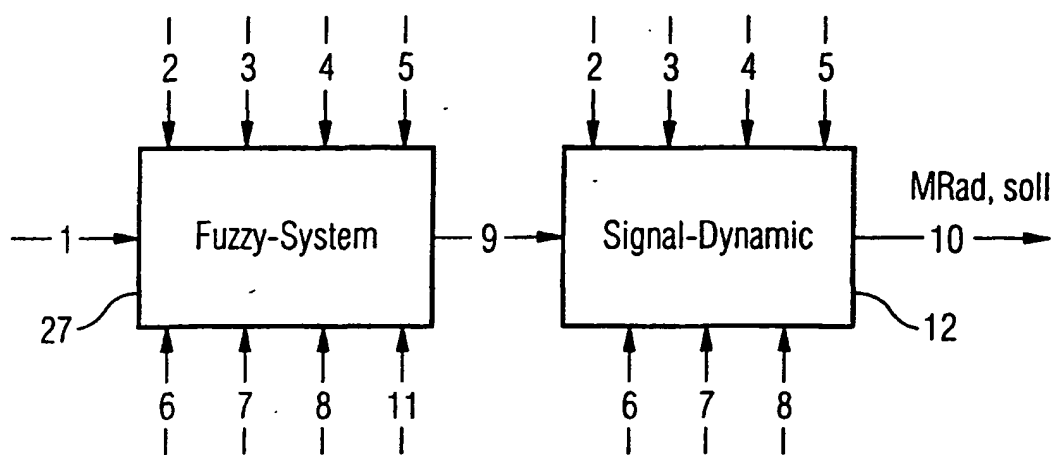 2 3 4 5 2 3 4 5
MRad, soll
1 Fuzzy-System 9 Signal-Dynamic 10
27 12
6 7 8 11 6 7 8